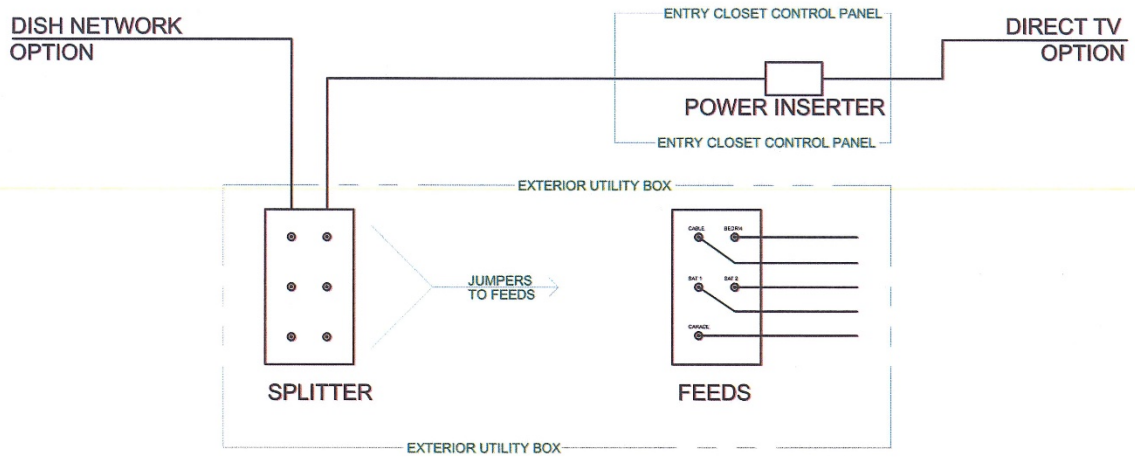 ENTRY CLOSET CONTROL PANEL
DISH NETWORK
OPTION
DIRECT TV
OPTION
POWER INSERTER
ENTRY CLOSET CONTROL PANEL
EXTERIOR UTILITY BOX
CABLE
SAT 1
SAT 2
GARAGE
JUMPERS
TO FEEDS
SPLITTER
FEEDS
EXTERIOR UTILITY BOX